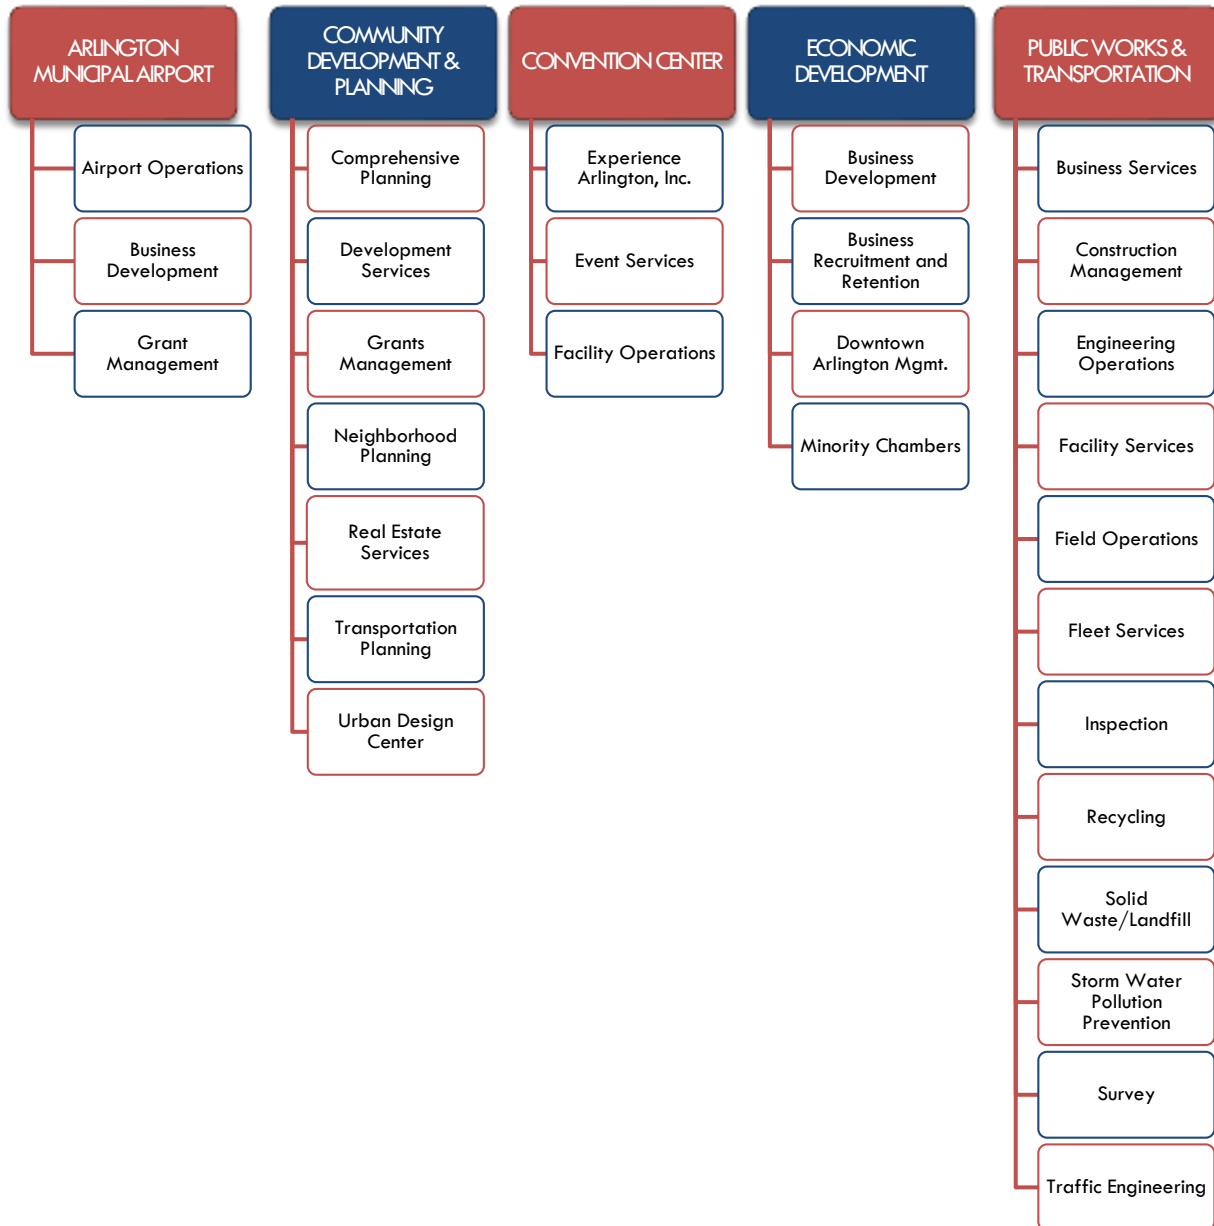 ARLINGTON
MUNICIPAL AIRPORT
Airport Operations
Business
Development
Grant
Management
COMMUNITY
DEVELOPMENT &
PLANNING
Comprehensive
Planning
Development
Services
Grants
Management
Neighborhood
Planning
Real Estate
Services
Transportation
Planning
Urban Design
Center
CONVENTION CENTER
Experience
Arlington, Inc.
Event Services
Facility Operations
ECONOMIC
DEVELOPMENT
Business
Development
Business
Recruitment and
Retention
Downtown
Arlington Mgmt.
Minority Chambers
PUBLIC WORKS &
TRANSPORTATION
Business Services
Construction
Management
Engineering
Operations
Facility Services
Field Operations
Fleet Services
Inspection
Recycling
Solid
Waste/Landfill
Storm Water
Pollution
Prevention
Survey
Traffic Engineering